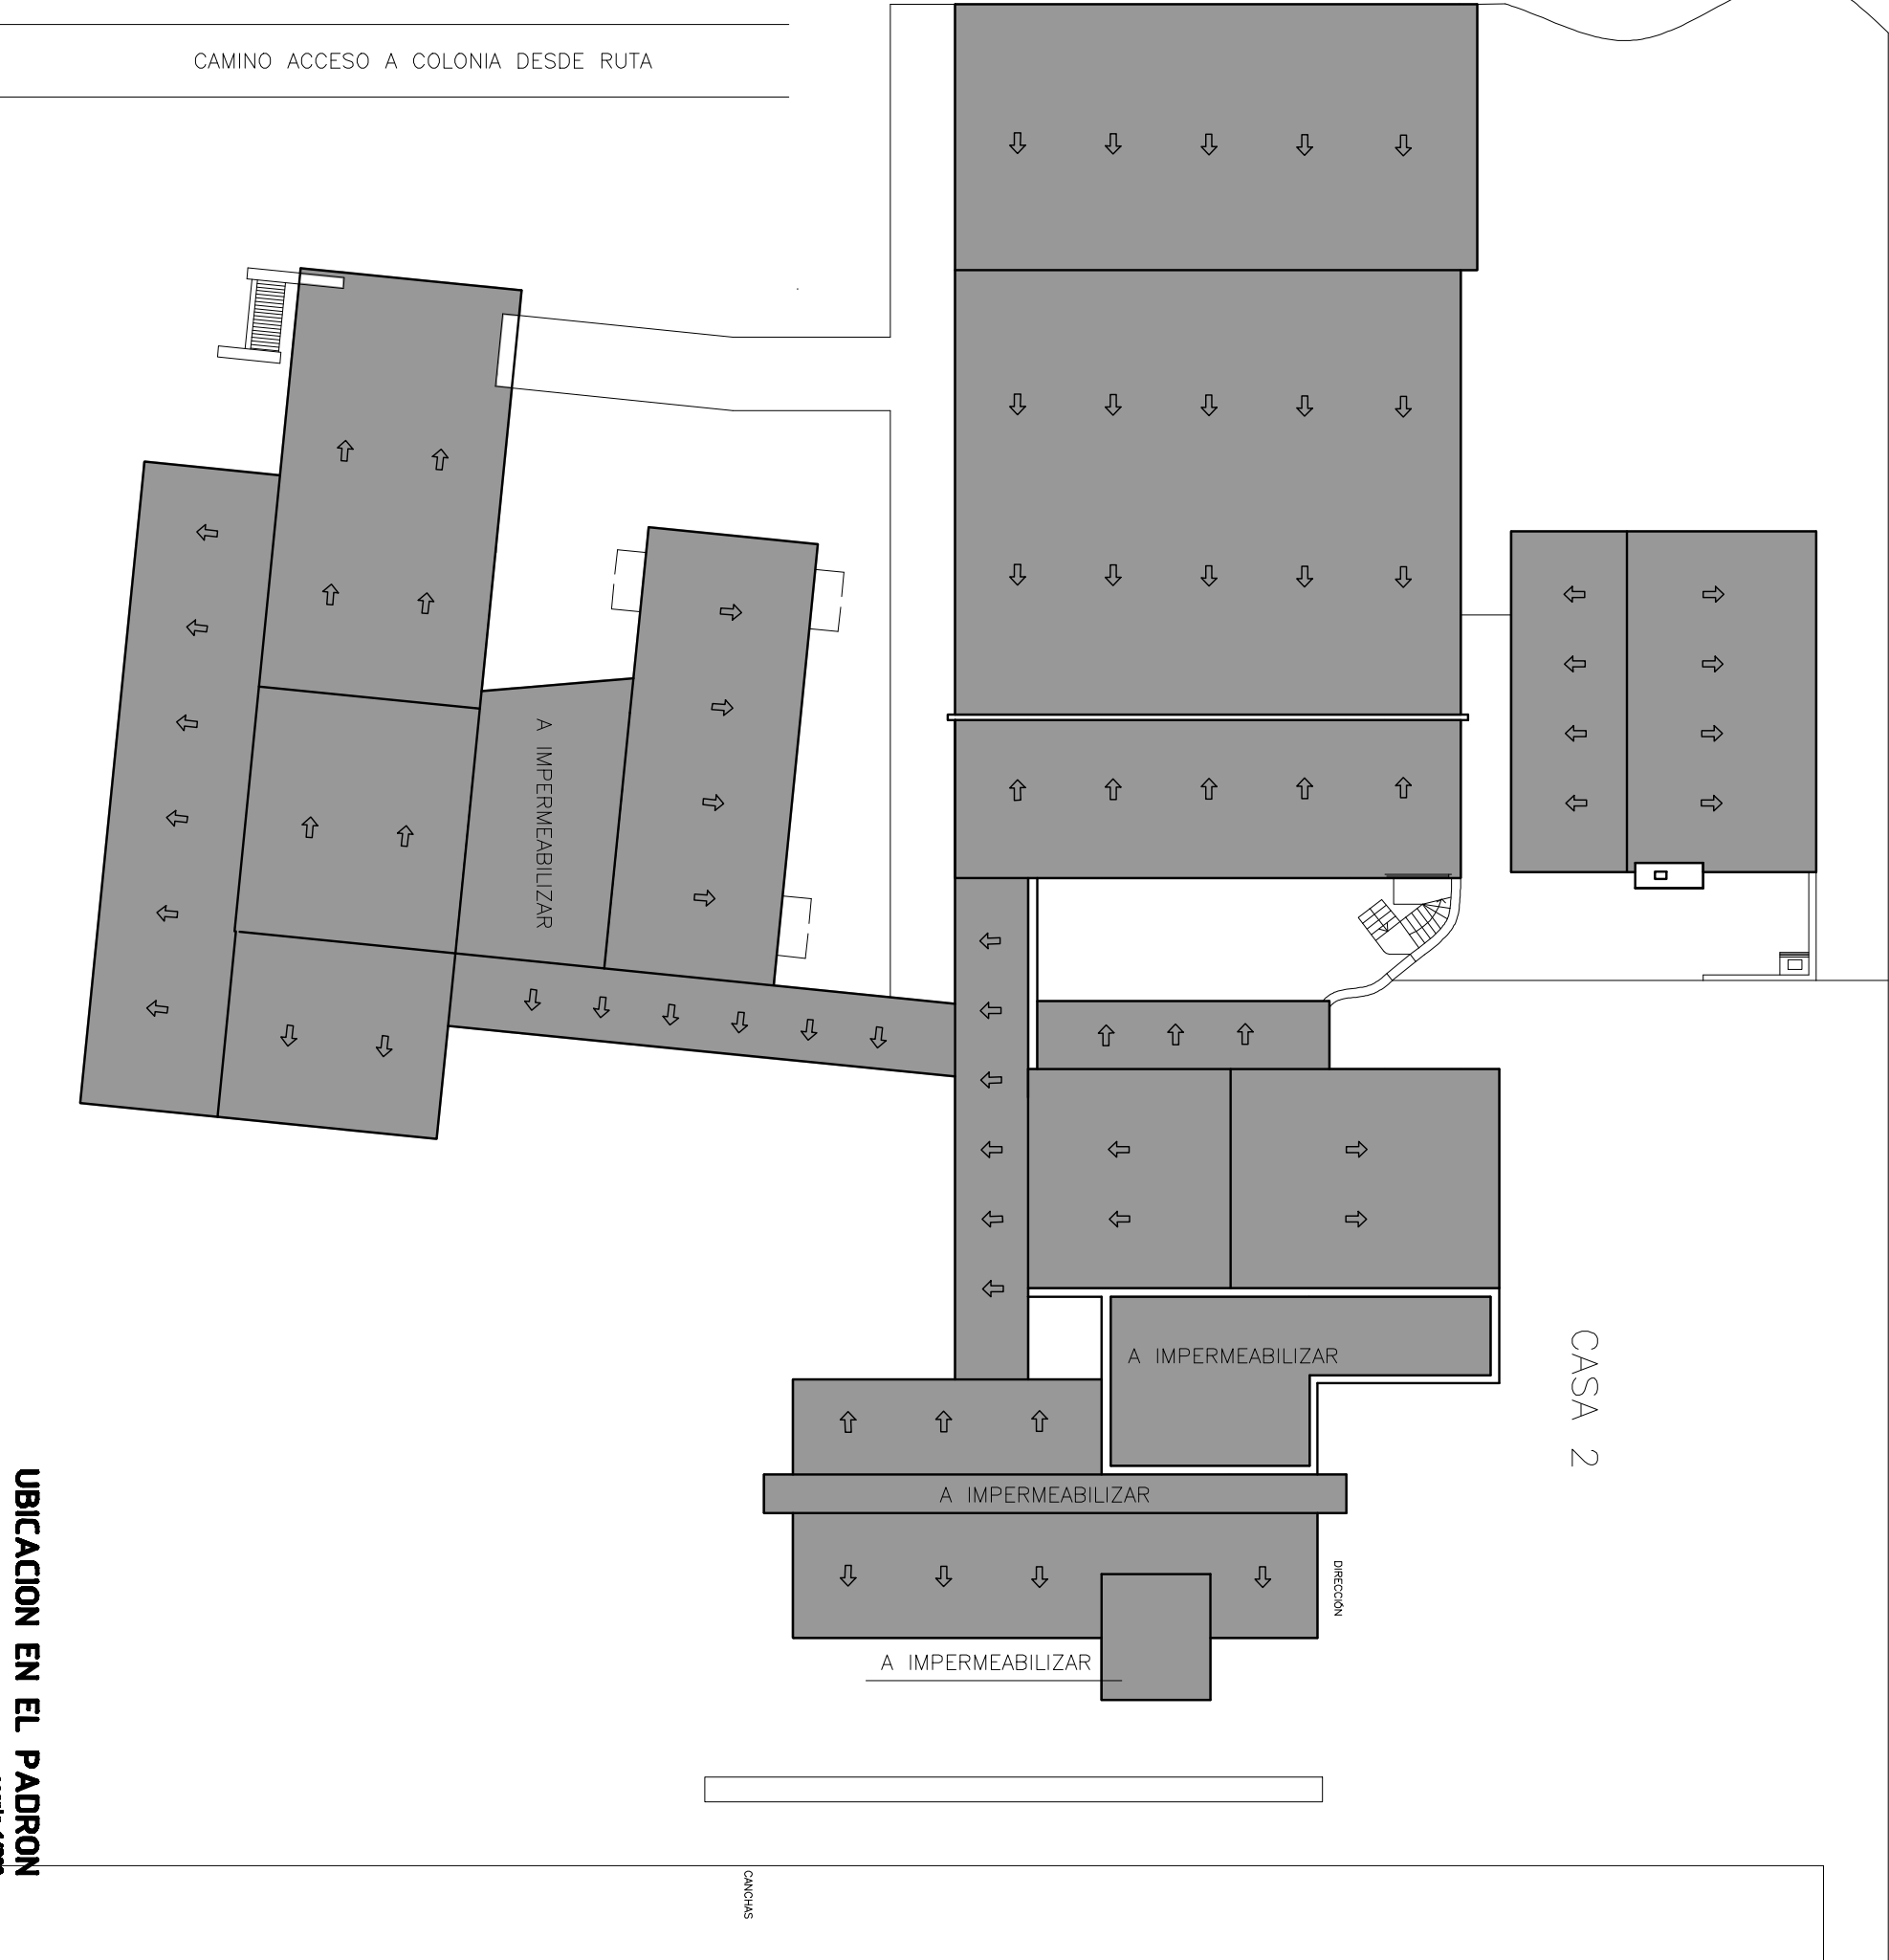 CAMINO ACCESO A COLONIA DESDE RUTA
A IMPERMEABILIZAR
A IMPERMEABILIZAR
CASA 2
A IMPERMEABILIZAR
DIRECCIÓN
A IMPERMEABILIZAR
UBICACION EN EL PADRON
CANCHAS